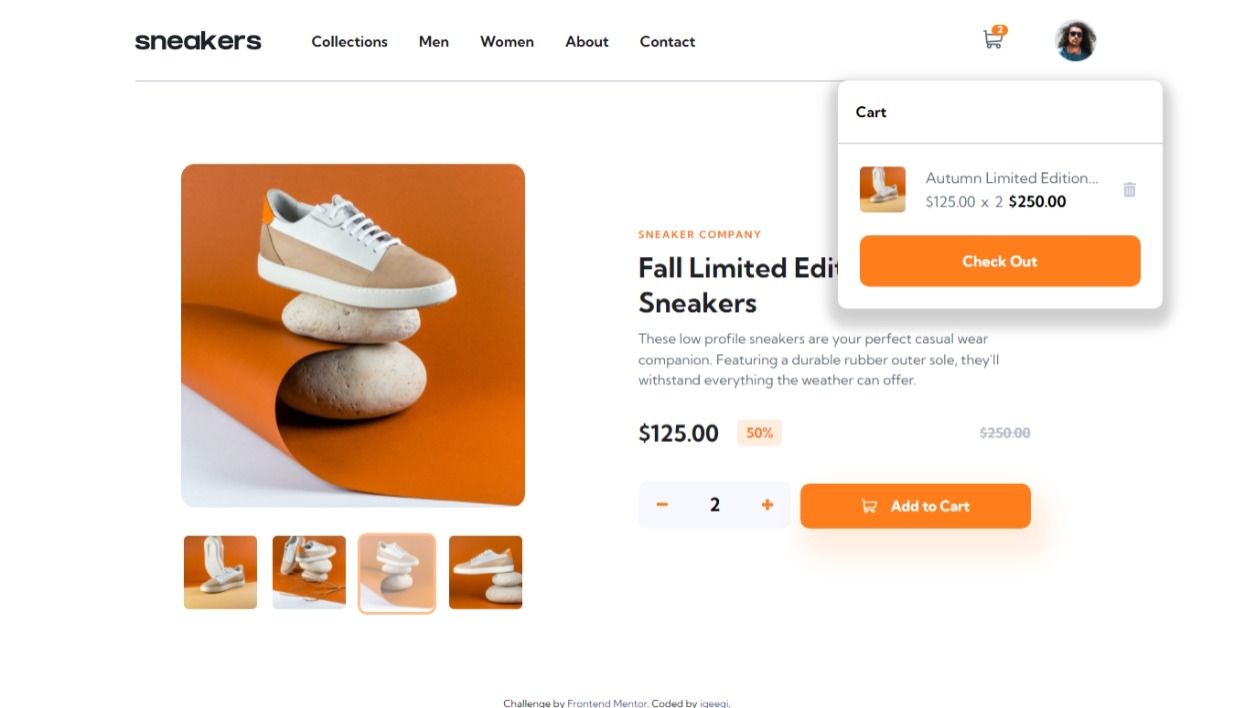 sneakers
Collections Men Women About Contact
2
Cart
Autumn Limited Edition...
$125.00 x 2 $250.00
Check Out
SNEAKER COMPANY
Fall Limited Edit
Sneakers
These low profile sneakers are your perfect casual wear
companion. Featuring a durable rubber outer sole, they'll
withstand everything the weather can offer.
$125.00 50% $250.00
2
Add to Cart
Challenge by Frontend Mentor. Coded by iqeeqi.